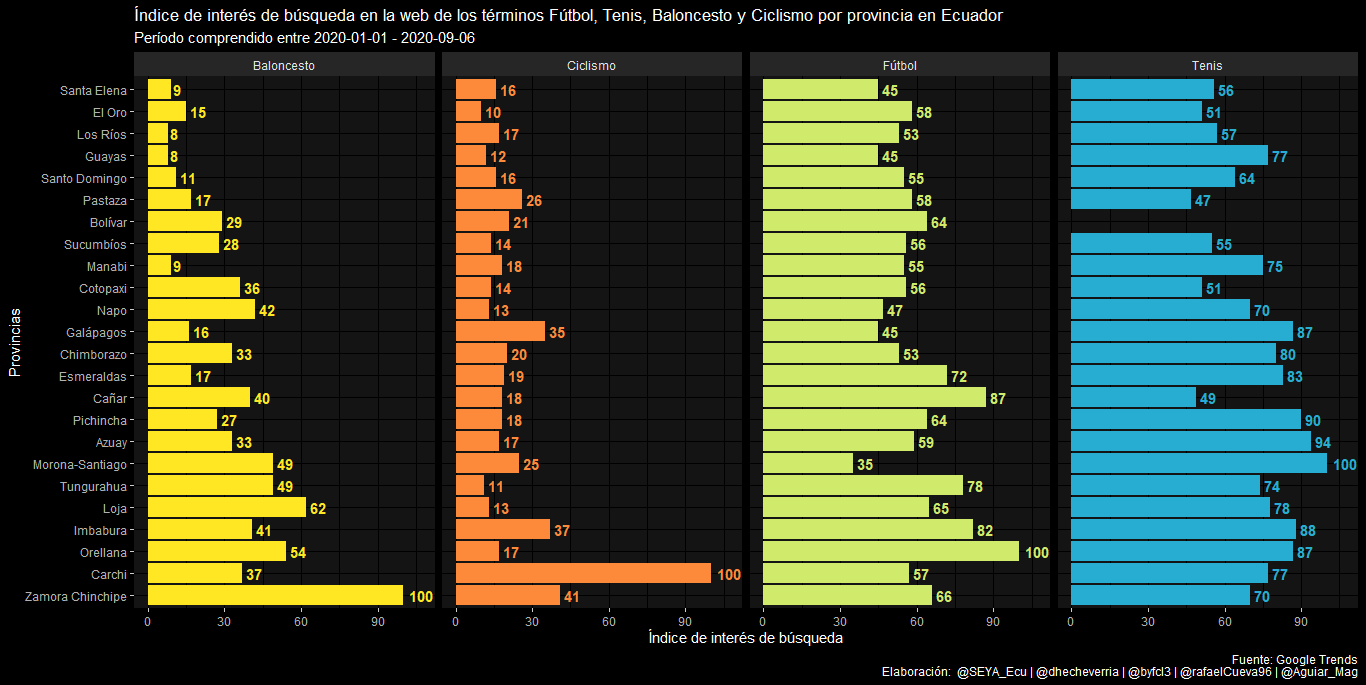 Índice de interés de búsqueda en la web de los términos Fútbol, Tenis, Baloncesto y Ciclismo por provincia en Ecuador
Período comprendido entre 2020-01-01 - 2020-09-06
Baloncesto Ciclismo Fútbol Tenis
Provincias
Santa Elena 9 16 45 56
El Oro 15 10 58 51
Los Ríos 8 17 53 57
Guayas 8 12 45 77
Santo Domingo 11 16 55 64
Pastaza 17 26 58 47
Bolívar 29 21 64
Sucumbíos 28 14 56 55
Manabi 9 18 55 75
Cotopaxi 36 14 56 51
Napo 42 13 47 70
Galápagos 16 35 45 87
Chimborazo 33 20 53 80
Esmeraldas 17 19 72 83
Cañar 40 18 87 49
Pichincha 27 18 64 90
Azuay 33 17 59 94
Morona-Santiago 49 25 35 100
Tungurahua 49 11 78 74
Loja 62 13 65 78
Imbabura 41 37 82 88
Orellana 54 17 100 87
Carchi 37 100 57 77
Zamora Chinchipe 100 41 66 70
0 30 60 90 0 30 60 90 0 30 60 90 0 30 60 90
Índice de interés de búsqueda
Fuente: Google Trends
Elaboración: @SEYA_Ecu | @dhecheverria | @byfcl3 | @rafaelCueva96 | @Aguiar_Mag